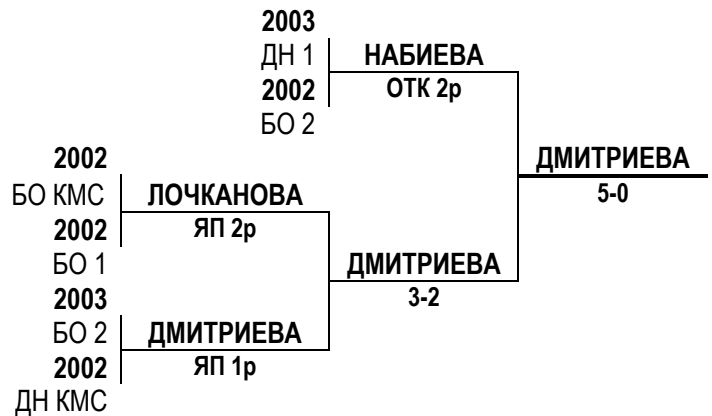 2003
ДН 1
НАБИЕВА
2002
ОТК 2р
БО 2
2002
ДМИТРИЕВА
БО КМС
ЛОЧКАНОВА
5-0
2002
ЯП 2р
БО 1
ДМИТРИЕВА
2003
3-2
БО 2
ДМИТРИЕВА
2002
ЯП 1р
ДН КМС